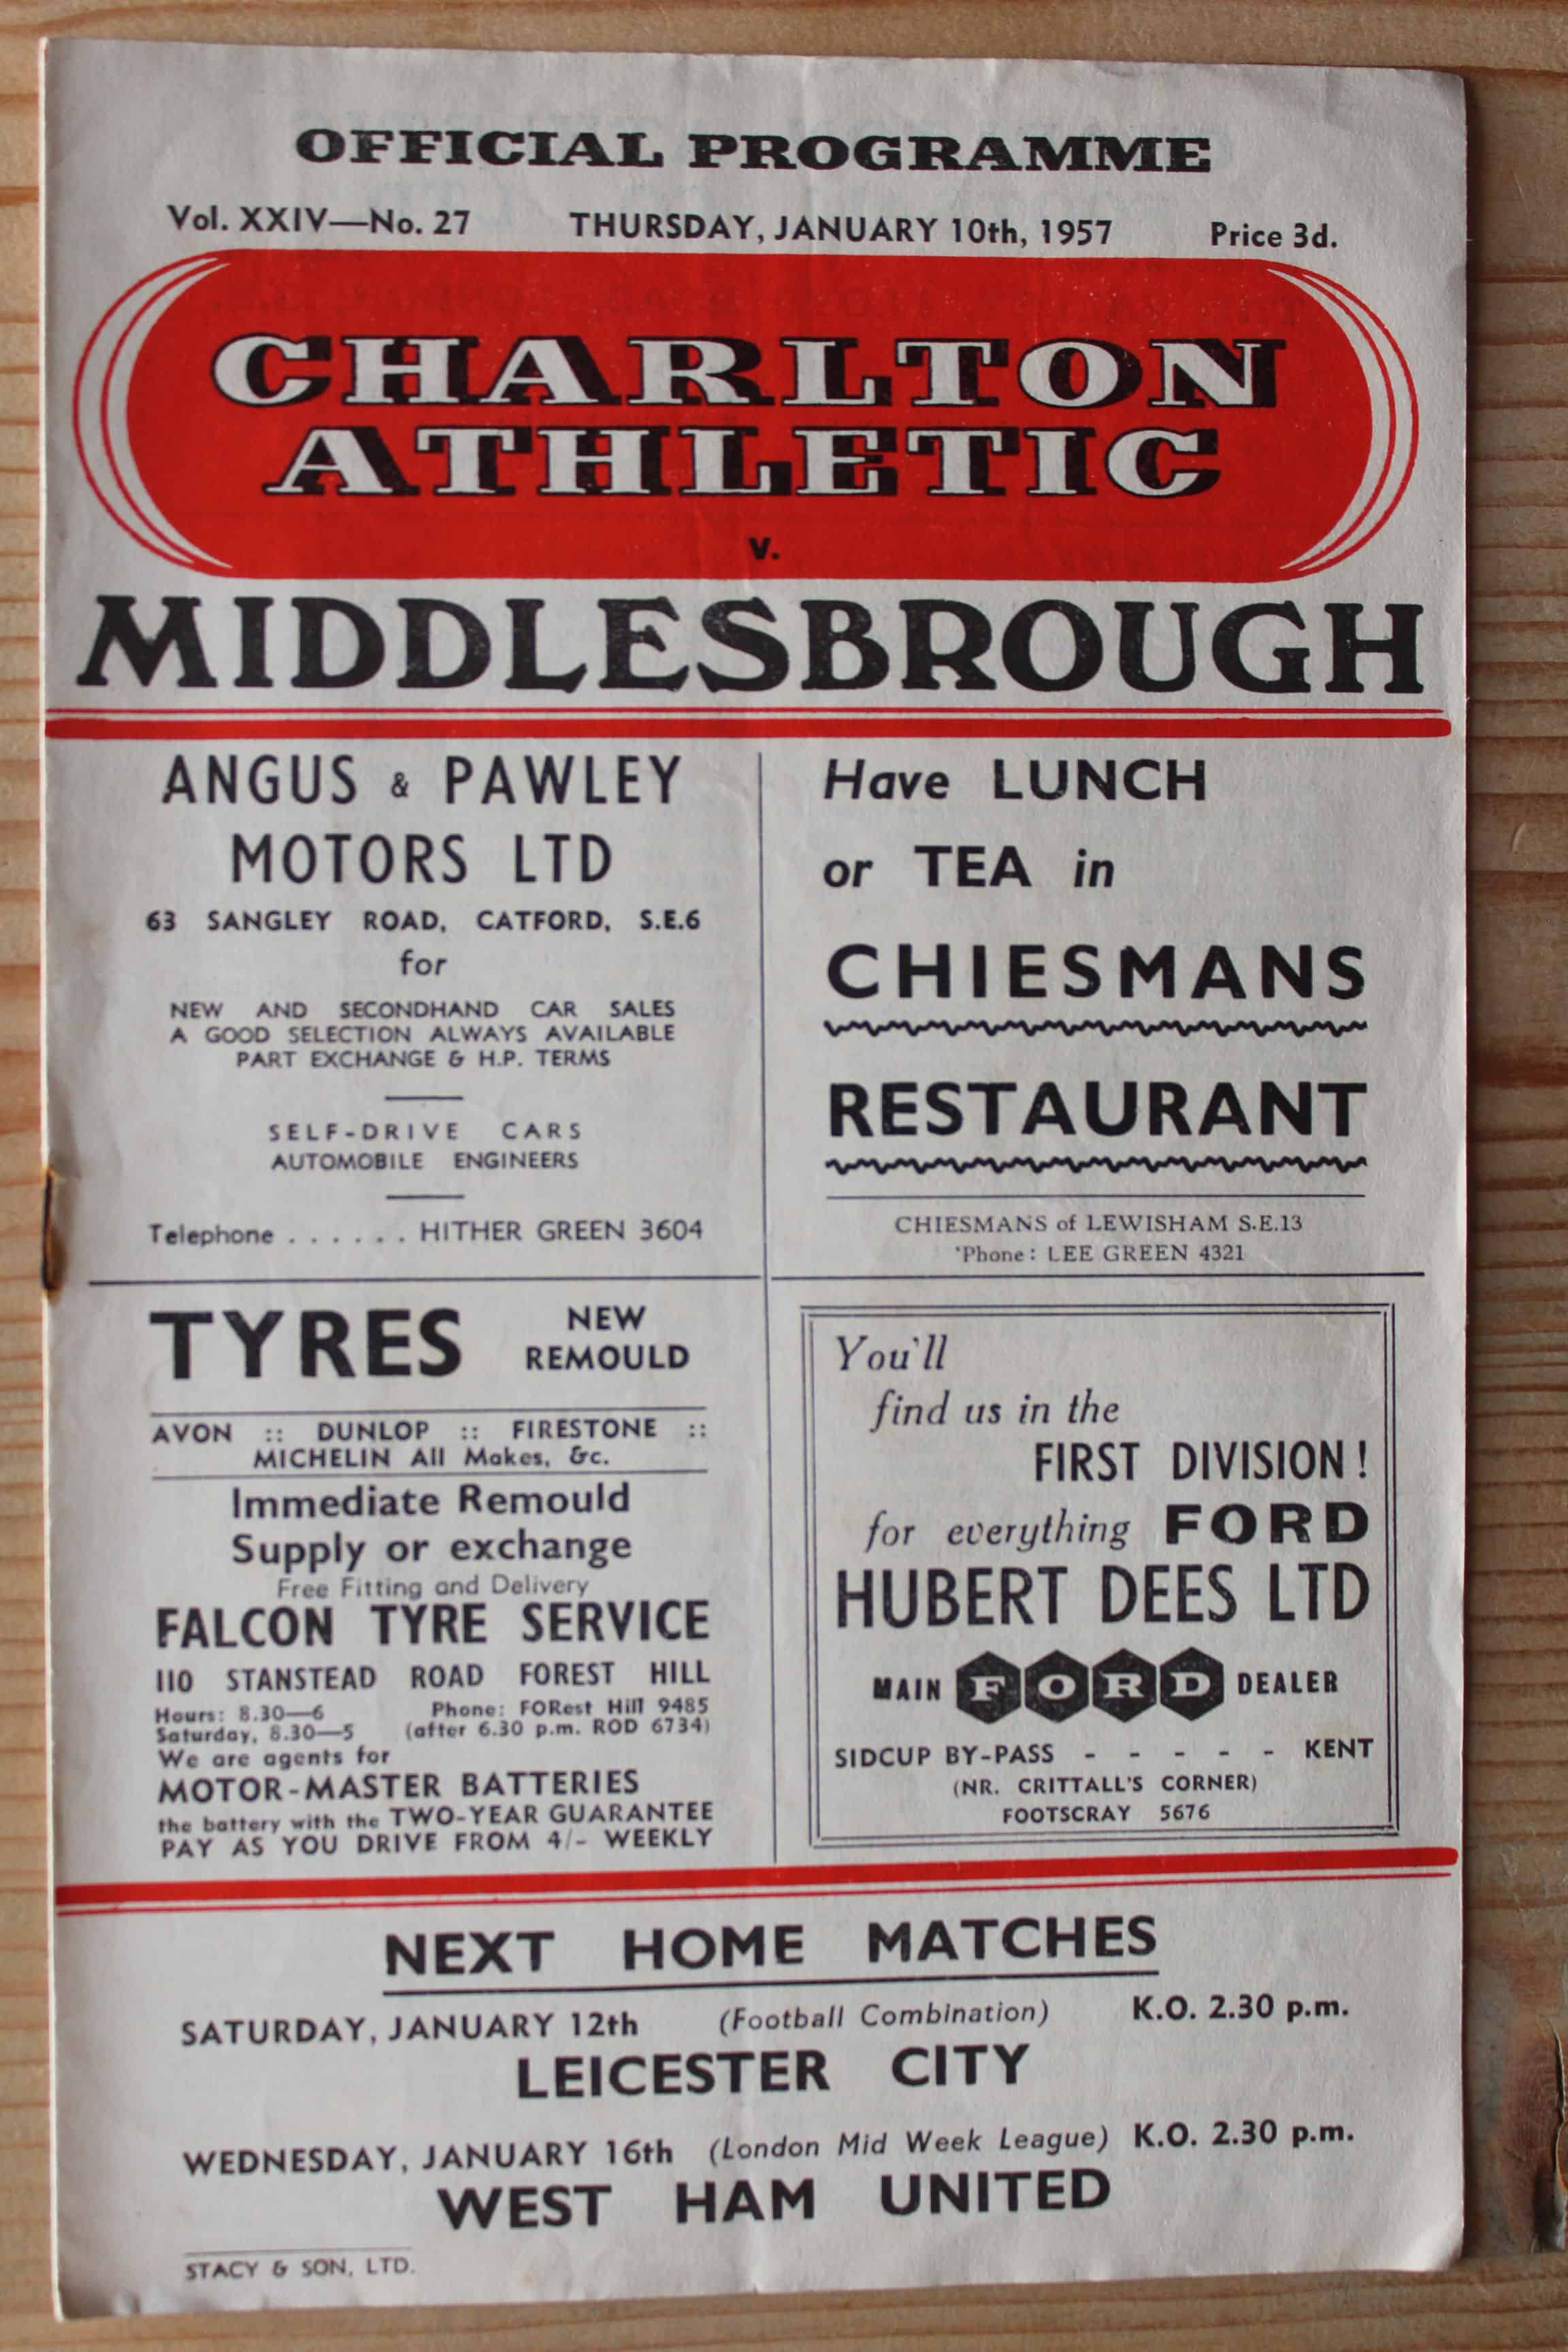 OFFICIAL PROGRAMME
Vol. XXIV—No. 27 THURSDAY, JANUARY 10th, 1957 Price 3d.
CHARLTON
ATHLETIC
v.
MIDDLESBROUGH
ANGUS & PAWLEY
MOTORS LTD
63 SANGLEY ROAD, CATFORD, S.E.6
for
NEW AND SECONDHAND CAR SALES
A GOOD SELECTION ALWAYS AVAILABLE
PART EXCHANGE & H.P. TERMS
SELF-DRIVE CARS
AUTOMOBILE ENGINEERS
Telephone . . . . . . HITHER GREEN 3604
Have LUNCH
or TEA in
CHIESMANS
RESTAURANT
CHIESMANS of LEWISHAM S.E.13
'Phone: LEE GREEN 4321
TYRES NEW
REMOULD
AVON :: DUNLOP :: FIRESTONE ::
MICHELIN All Makes, &c.
Immediate Remould
Supply or exchange
Free Fitting and Delivery
FALCON TYRE SERVICE
110 STANSTEAD ROAD FOREST HILL
Hours: 8.30—6 Phone: FORest Hill 9485
Saturday, 8.30—5 (after 6.30 p.m. ROD 6734)
We are agents for
MOTOR-MASTER BATTERIES
the battery with the TWO-YEAR GUARANTEE
PAY AS YOU DRIVE FROM 4/- WEEKLY
You'll
find us in the
FIRST DIVISION!
for everything FORD
HUBERT DEES LTD
MAIN FORD DEALER
SIDCUP BY-PASS - - - - - KENT
(NR. CRITTALL'S CORNER)
FOOTSCRAY 5676
NEXT HOME MATCHES
SATURDAY, JANUARY 12th (Football Combination) K.O. 2.30 p.m.
LEICESTER CITY
WEDNESDAY, JANUARY 16th (London Mid Week League) K.O. 2.30 p.m.
WEST HAM UNITED
STACY & SON, LTD.